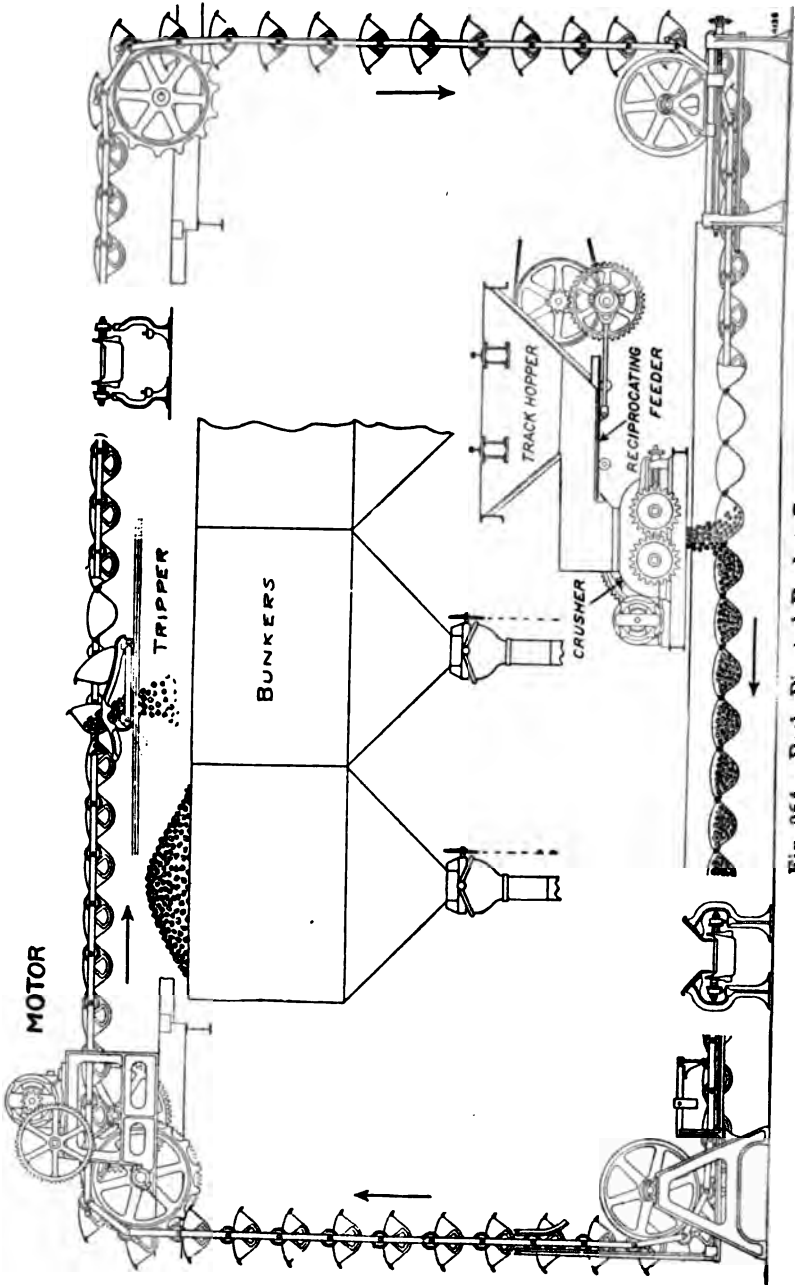 MOTOR
TRIPPER
BUNKERS
TRACK HOPPER
RECIPROCATING
FEEDER
CRUSHER